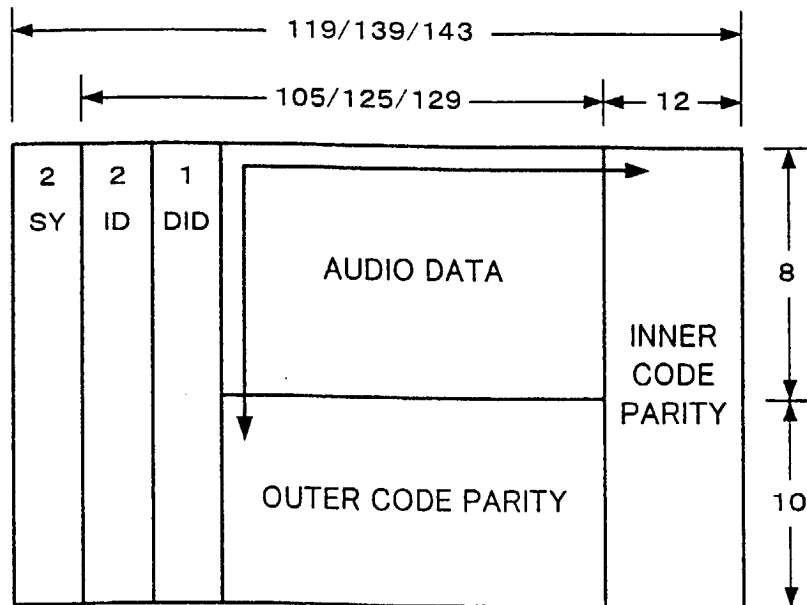 119/139/143
105/125/129
12
2
SY
2
ID
1
DID
AUDIO DATA
8
INNER
CODE
PARITY
OUTER CODE PARITY
10